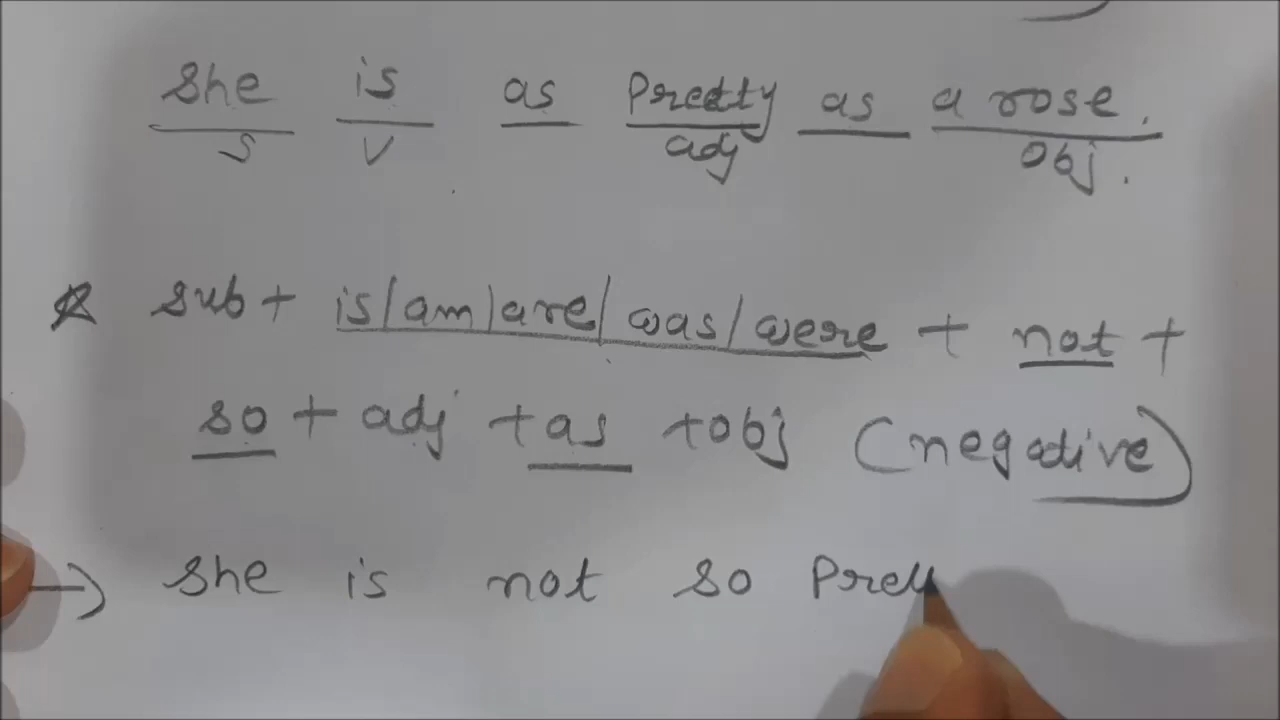 She is as Pretty as a rose.
S V adj obj.
☆ sub + is/am/are/was/were + not +
so + adj + as + obj (negative)
→ She is not so Prett